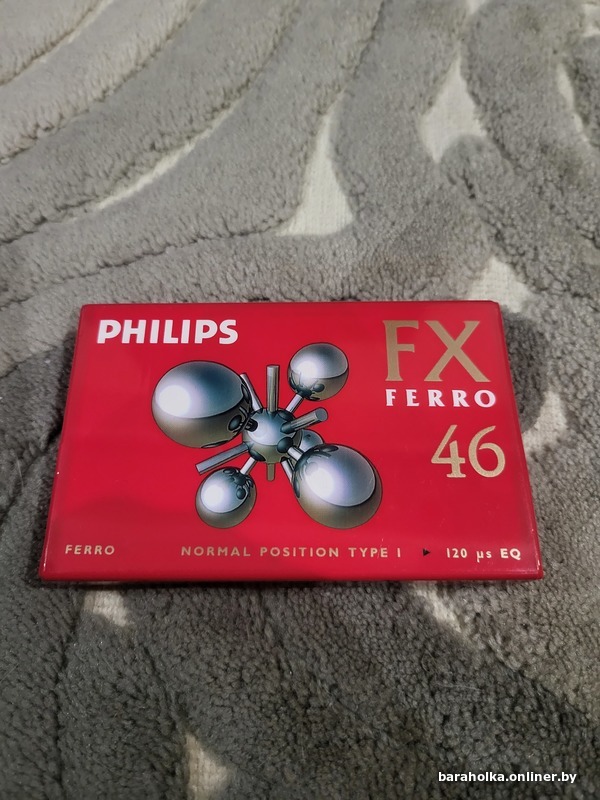 PHILIPS
FX
FERRO
46
FERRO NORMAL POSITION TYPE I ▶ 120 µs EQ
baraholka.onliner.by